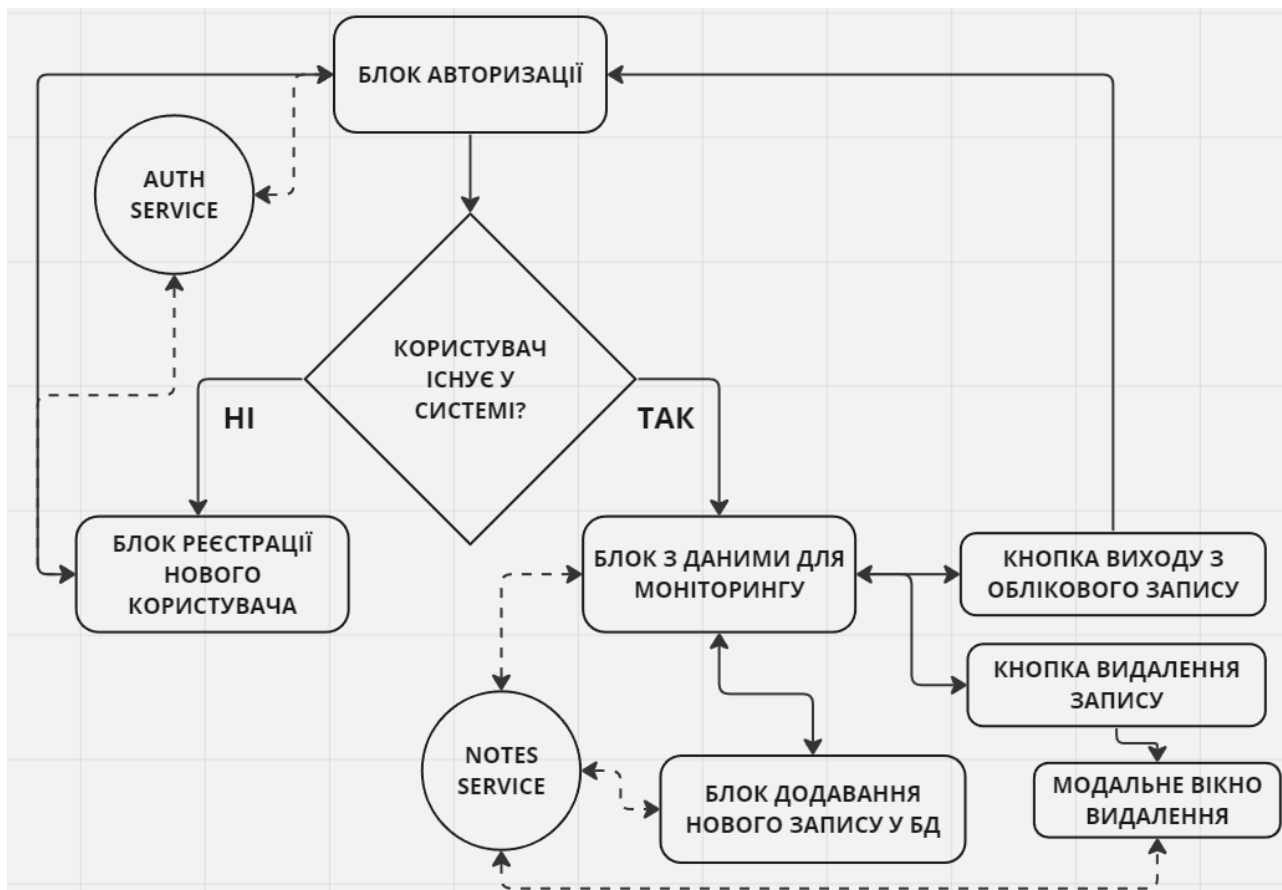 БЛОК АВТОРИЗАЦІЇ
AUTH
SERVICE
КОРИСТУВАЧ
ІСНУЄ У
СИСТЕМІ?
НІ
ТАК
БЛОК РЕЄСТРАЦІЇ
НОВОГО
КОРИСТУВАЧА
БЛОК З ДАНИМИ ДЛЯ
МОНІТОРИНГУ
КНОПКА ВИХОДУ З
ОБЛІКОВОГО ЗАПИСУ
КНОПКА ВИДАЛЕННЯ
ЗАПИСУ
NOTES
SERVICE
БЛОК ДОДАВАННЯ
НОВОГО ЗАПИСУ У БД
МОДАЛЬНЕ ВІКНО
ВИДАЛЕННЯ